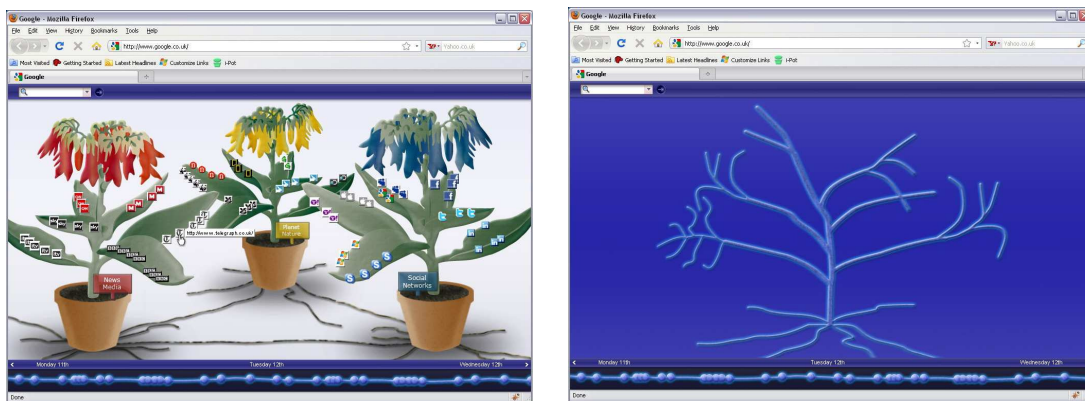 Google - Mozilla Firefox
File Edit View History Bookmarks Tools Help
http://www.google.co.uk/
Yahoo.co.uk
Most Visited Getting Started Latest Headlines Customize Links i-Pot
Google
http://www.telegraph.co.uk/
News
Media
Planet
Nature
Social
Networks
Monday 11th Tuesday 12th Wednesday 12th
Done
Google - Mozilla Firefox
File Edit View History Bookmarks Tools Help
http://www.google.co.uk/
Yahoo.co.uk
Most Visited Getting Started Latest Headlines Customize Links i-Pot
Google
Monday 11th Tuesday 12th Wednesday 12th
Done